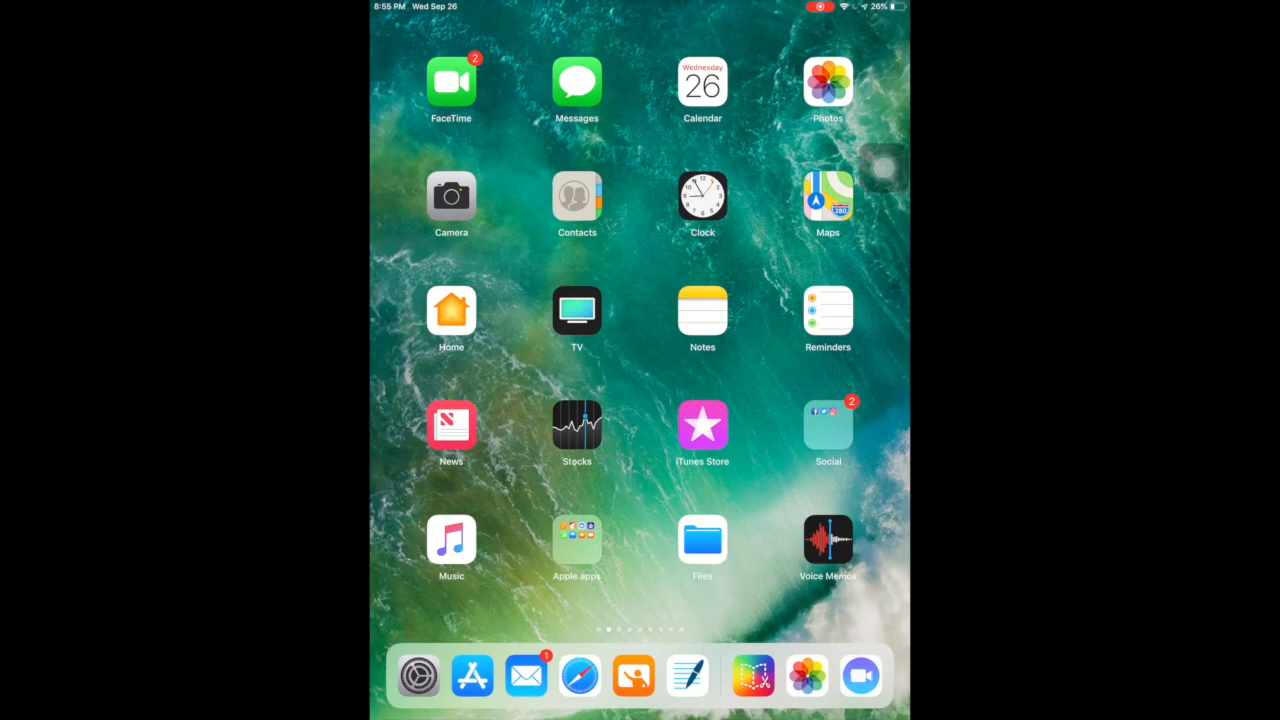 8:55 PM Wed Sep 26 26%
2
Wednesday
26
FaceTime Messages Calendar Photos
12
280
Camera Contacts Clock Maps
Home TV Notes Reminders
2
News Stocks iTunes Store Social
Music Apple apps Files Voice Memos
1